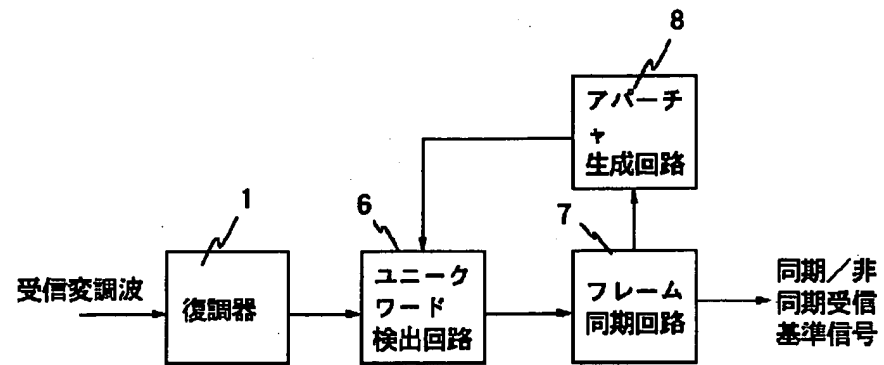 8
アパーチ
ャ
生成回路
1
6
7
受信変調波
復調器
ユニーク
ワード
検出回路
フレーム
同期回路
同期／非
同期受信
基準信号